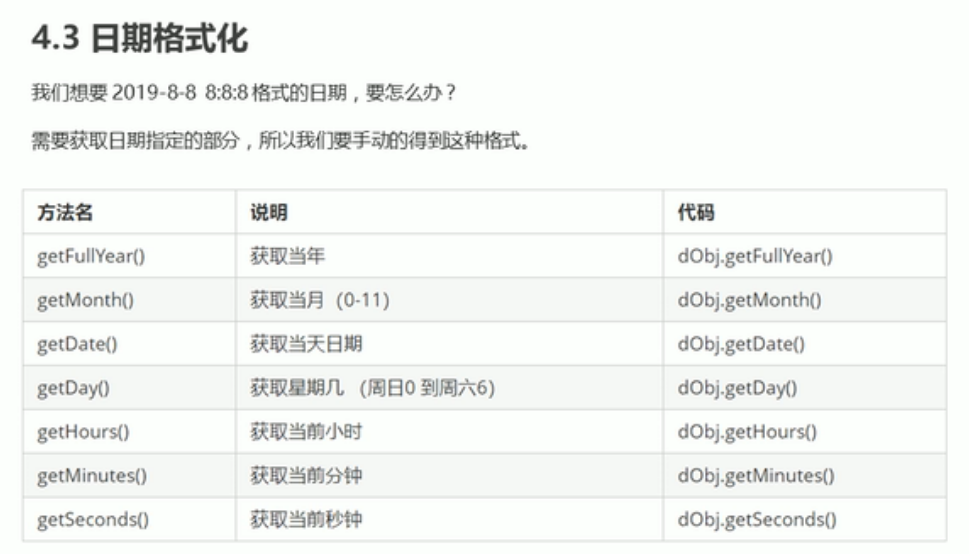 4.3 日期格式化
我们想要 2019-8-8 8:8:8 格式的日期，要怎么办？
需要获取日期指定的部分，所以我们要手动的得到这种格式。
方法名 说明 代码
getFullYear() 获取当年 dObj.getFullYear()
getMonth() 获取当月（0-11） dObj.getMonth()
getDate() 获取当天日期 dObj.getDate()
getDay() 获取星期几 （周日0 到周六6） dObj.getDay()
getHours() 获取当前小时 dObj.getHours()
getMinutes() 获取当前分钟 dObj.getMinutes()
getSeconds() 获取当前秒钟 dObj.getSeconds()